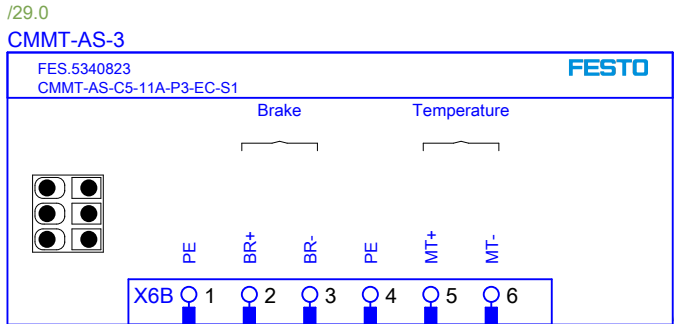 /29.0
CMMT-AS-3
FES.5340823
FESTO
CMMT-AS-C5-11A-P3-EC-S1
Brake Temperature
PE BR+ BR- PE MT+ MT-
X6B 1 2 3 4 5 6